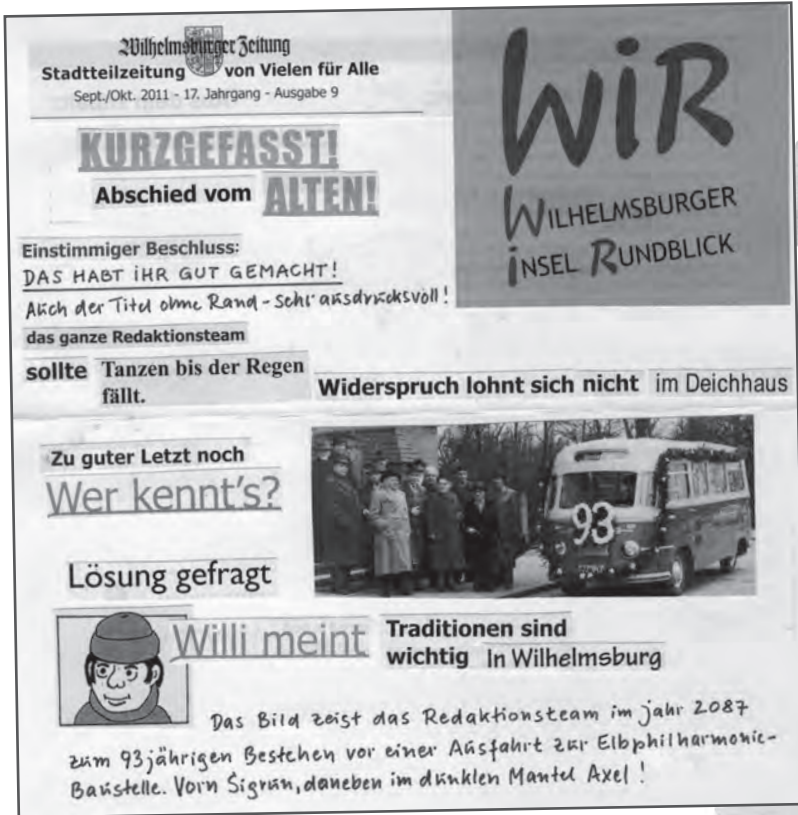 Wilhelmsburger Zeitung
Stadtteilzeitung von Vielen für Alle
Sept./Okt. 2011 - 17. Jahrgang - Ausgabe 9
WiR
WILHELMSBURGER
iNSEL RUNDBLICK
KURZGEFASST!
Abschied vom ALTEN!
Einstimmiger Beschluss:
DAS HABT IHR GUT GEMACHT!
Auch der Titel ohne Rand - Sehr ausdrucksvoll!
das ganze Redaktionsteam
sollte Tanzen bis der Regen
fällt.
Widerspruch lohnt sich nicht im Deichhaus
Zu guter Letzt noch
Wer kennt's?
93
Lösung gefragt
Willi meint
Traditionen sind
wichtig In Wilhelmsburg
Das Bild zeigt das Redaktionsteam im Jahr 2087
zum 93jährigen Bestehen vor einer Ausfahrt zur Elbphilharmonie-
Baustelle. Vorn Sigrun, daneben im dunklen Mantel Axel!